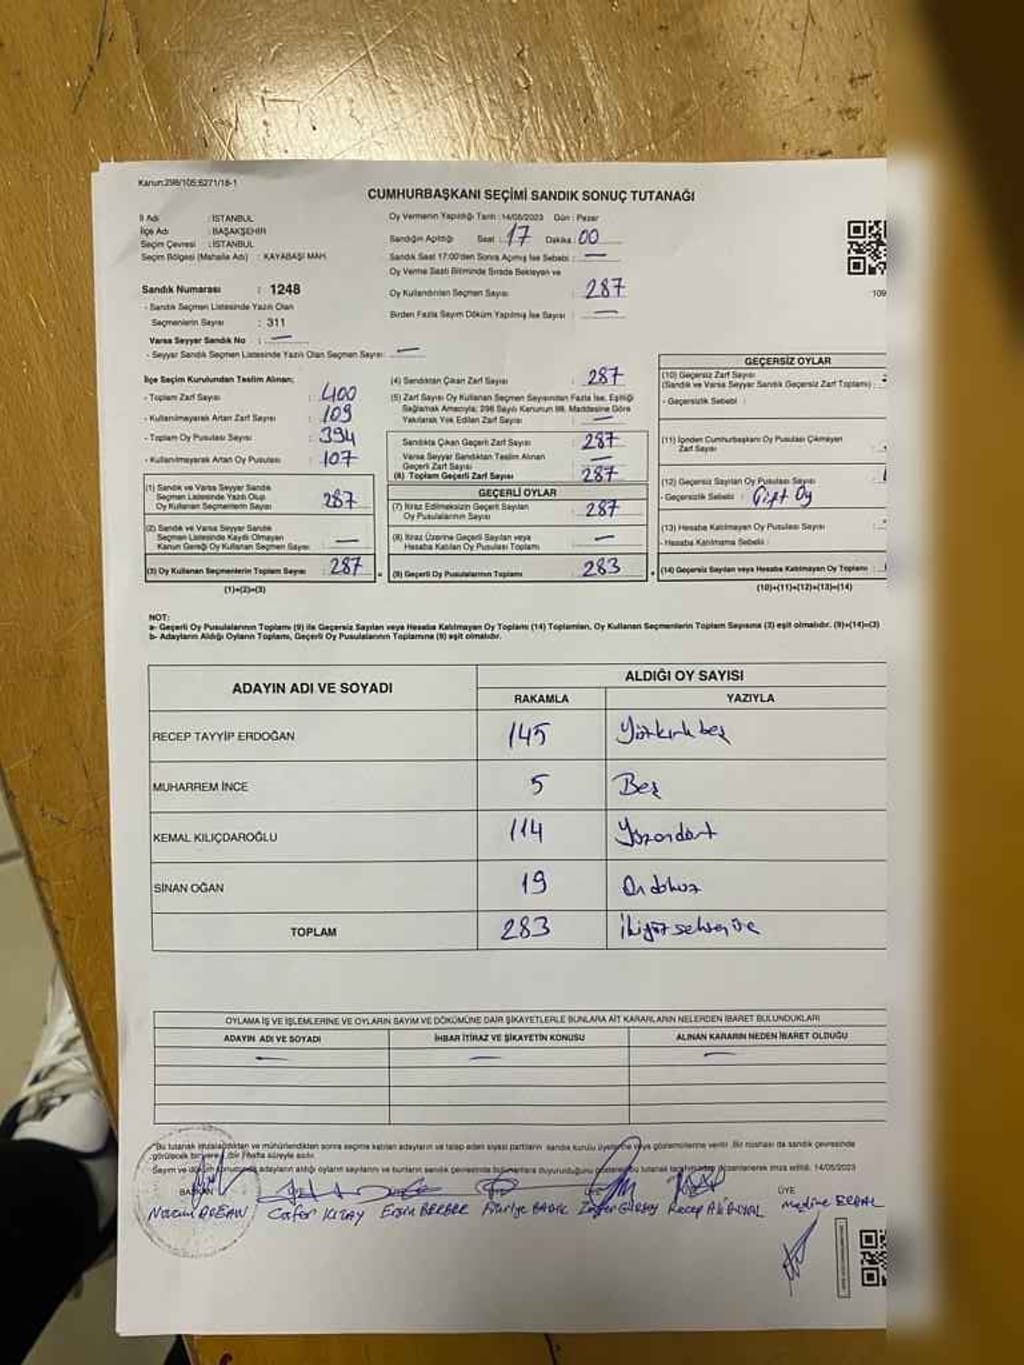 Kanun:298/105;6271/18-1
CUMHURBAŞKANI SEÇİMİ SANDIK SONUÇ TUTANAĞI
İl Adı : İSTANBUL
İlçe Adı : BAŞAKŞEHİR
Seçim Çevresi : İSTANBUL
Seçim Bölgesi (Mahalle Adı) : KAYABAŞI MAH.
Sandık Numarası : 1248
- Sandık Seçmen Listesinde Yazılı Olan
Seçmenlerin Sayısı : 311
Varsa Seyyar Sandık No : —
- Seyyar Sandık Seçmen Listesinde Yazılı Olan Seçmen Sayısı : —
Oy Vermenin Yapıldığı Tarih : 14/05/2023 Gün : Pazar
Sandığın Açıldığı Saat : 17 Dakika : 00
Sandık Saat 17:00'den Sonra Açılmış İse Sebebi : —
Oy Verme Saati Bitiminde Sırada Bekleyen ve
Oy Kullandırılan Seçmen Sayısı : 287
Birden Fazla Sayım Döküm Yapılmış İse Sayısı : —
109
İlçe Seçim Kurulundan Teslim Alınan;
- Toplam Zarf Sayısı : 400
- Kullanılmayarak Artan Zarf Sayısı : 109
- Toplam Oy Pusulası Sayısı : 394
- Kullanılmayarak Artan Oy Pusulası : 107
(1) Sandık ve Varsa Seyyar Sandık
Seçmen Listesinde Yazılı Olup
Oy Kullanan Seçmenlerin Sayısı : 287
(2) Sandık ve Varsa Seyyar Sandık
Seçmen Listesinde Kayıtlı Olmayan
Kanun Gereği Oy Kullanan Seçmen Sayısı : —
(3) Oy Kullanan Seçmenlerin Toplam Sayısı : 287
(1)+(2)=(3)
(4) Sandıktan Çıkan Zarf Sayısı : 287
(5) Zarf Sayısı Oy Kullanan Seçmen Sayısından Fazla İse, Eşitliği
Sağlamak Amacıyla; 298 Sayılı Kanunun 98. Maddesine Göre
Yakılarak Yok Edilen Zarf Sayısı : —
Sandıkta Çıkan Geçerli Zarf Sayısı : 287
Varsa Seyyar Sandıktan Teslim Alınan
Geçerli Zarf Sayısı : —
(6) Toplam Geçerli Zarf Sayısı : 287
GEÇERLİ OYLAR
(7) İtiraz Edilmeksizin Geçerli Sayılan
Oy Pusulalarının Sayısı : 287
(8) İtiraz Üzerine Geçerli Sayılan veya
Hesaba Katılan Oy Pusulası Toplamı : —
(9) Geçerli Oy Pusulalarının Toplamı : 283
GEÇERSİZ OYLAR
(10) Geçersiz Zarf Sayısı
(Sandık ve Varsa Seyyar Sandık Geçersiz Zarf Toplamı) :
- Geçersizlik Sebebi :
(11) İçinden Cumhurbaşkanı Oy Pusulası Çıkmayan
Zarf Sayısı :
(12) Geçersiz Sayılan Oy Pusulası Sayısı :
- Geçersizlik Sebebi : Çift Oy
(13) Hesaba Katılmayan Oy Pusulası Sayısı :
- Hesaba Katılmama Sebebi :
(14) Geçersiz Sayılan veya Hesaba Katılmayan Oy Toplamı :
(10)+(11)+(12)+(13)=(14)
NOT:
a- Geçerli Oy Pusulalarının Toplamı (9) ile Geçersiz Sayılan veya Hesaba Katılmayan Oy Toplamı (14) Toplamları, Oy Kullanan Seçmenlerin Toplam Sayısına (3) eşit olmalıdır. (9)+(14)=(3)
b- Adayların Aldığı Oyların Toplamı, Geçerli Oy Pusulalarının Toplamına (9) eşit olmalıdır.
ADAYIN ADI VE SOYADI ALDIĞI OY SAYISI
RAKAMLA YAZIYLA
RECEP TAYYİP ERDOĞAN 145 Yüzkırkbeş
MUHARREM İNCE 5 Beş
KEMAL KILIÇDAROĞLU 114 Yüzondört
SİNAN OĞAN 19 Ondokuz
TOPLAM 283 İkiyüzseksenüç
OYLAMA İŞ VE İŞLEMLERİNE VE OYLARIN SAYIM VE DÖKÜMÜNE DAİR ŞİKAYETLERLE BUNLARA AİT KARARLARIN NELERDEN İBARET BULUNDUKLARI
ADAYIN ADI VE SOYADI İHBAR İTİRAZ VE ŞİKAYETİN KONUSU ALINAN KARARIN NEDEN İBARET OLDUĞU
— — —
"Bu tutanak imzalandıktan ve mühürlendikten sonra seçime katılan adayların ve talep eden siyasi partilerin sandık kurulu üyelerine veya gözlemcilerine verilir. Bir nüshası da sandık çevresinde
görülecek bir yere bir hafta süreyle asılır.
Sayım ve döküm sonucunda adayların aldığı oyların sayılarını ve bunların sandık çevresinde bulunanlara duyurulduğunu gösteren bu tutanak tarafımızdan düzenlenerek imza edildi. 14/05/2023
BAŞKAN ÜYE
Cafer KIZAY Ersin BERBER Zafer GÜRSOY Recep Ali Medine ERDAL